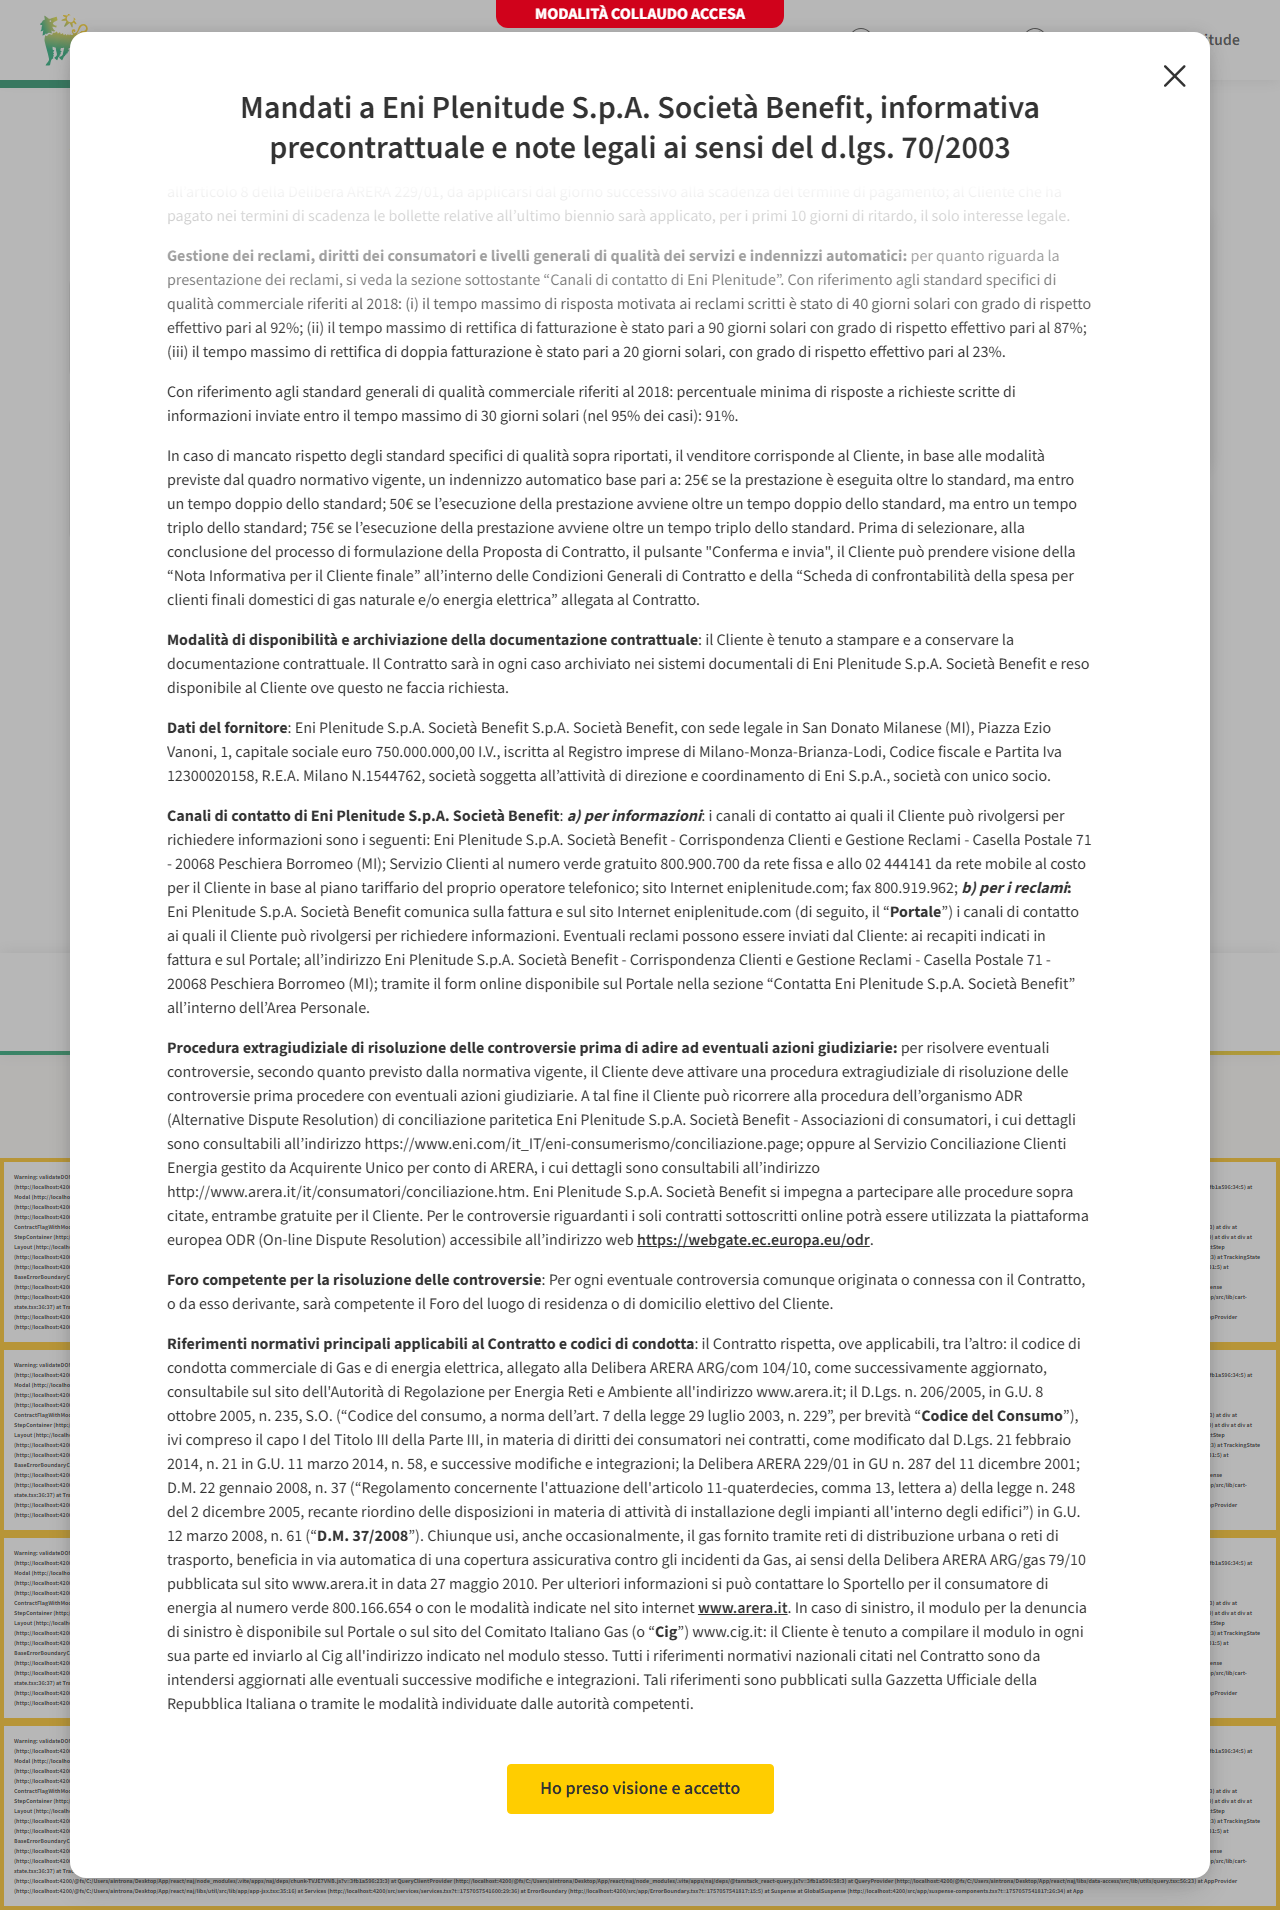 MODALITÀ COLLAUDO ACCESA
itude
Mandati a Eni Plenitude S.p.A. Società Benefit, informativa
precontrattuale e note legali ai sensi del d.lgs. 70/2003
all’articolo 8 della Delibera ARERA 229/01, da applicarsi dal giorno successivo alla scadenza del termine di pagamento; al Cliente che ha
pagato nei termini di scadenza le bollette relative all’ultimo biennio sarà applicato, per i primi 10 giorni di ritardo, il solo interesse legale.
Gestione dei reclami, diritti dei consumatori e livelli generali di qualità dei servizi e indennizzi automatici: per quanto riguarda la
presentazione dei reclami, si veda la sezione sottostante “Canali di contatto di Eni Plenitude”. Con riferimento agli standard specifici di
qualità commerciale riferiti al 2018: (i) il tempo massimo di risposta motivata ai reclami scritti è stato di 40 giorni solari con grado di rispetto
effettivo pari al 92%; (ii) il tempo massimo di rettifica di fatturazione è stato pari a 90 giorni solari con grado di rispetto effettivo pari al 87%;
(iii) il tempo massimo di rettifica di doppia fatturazione è stato pari a 20 giorni solari, con grado di rispetto effettivo pari al 23%.
Con riferimento agli standard generali di qualità commerciale riferiti al 2018: percentuale minima di risposte a richieste scritte di
informazioni inviate entro il tempo massimo di 30 giorni solari (nel 95% dei casi): 91%.
In caso di mancato rispetto degli standard specifici di qualità sopra riportati, il venditore corrisponde al Cliente, in base alle modalità
previste dal quadro normativo vigente, un indennizzo automatico base pari a: 25€ se la prestazione è eseguita oltre lo standard, ma entro
un tempo doppio dello standard; 50€ se l’esecuzione della prestazione avviene oltre un tempo doppio dello standard, ma entro un tempo
triplo dello standard; 75€ se l’esecuzione della prestazione avviene oltre un tempo triplo dello standard. Prima di selezionare, alla
conclusione del processo di formulazione della Proposta di Contratto, il pulsante "Conferma e invia", il Cliente può prendere visione della
“Nota Informativa per il Cliente finale” all’interno delle Condizioni Generali di Contratto e della “Scheda di confrontabilità della spesa per
clienti finali domestici di gas naturale e/o energia elettrica” allegata al Contratto.
Modalità di disponibilità e archiviazione della documentazione contrattuale: il Cliente è tenuto a stampare e a conservare la
documentazione contrattuale. Il Contratto sarà in ogni caso archiviato nei sistemi documentali di Eni Plenitude S.p.A. Società Benefit e reso
disponibile al Cliente ove questo ne faccia richiesta.
Dati del fornitore: Eni Plenitude S.p.A. Società Benefit S.p.A. Società Benefit, con sede legale in San Donato Milanese (MI), Piazza Ezio
Vanoni, 1, capitale sociale euro 750.000.000,00 I.V., iscritta al Registro imprese di Milano-Monza-Brianza-Lodi, Codice fiscale e Partita Iva
12300020158, R.E.A. Milano N.1544762, società soggetta all’attività di direzione e coordinamento di Eni S.p.A., società con unico socio.
Canali di contatto di Eni Plenitude S.p.A. Società Benefit: a) per informazioni: i canali di contatto ai quali il Cliente può rivolgersi per
richiedere informazioni sono i seguenti: Eni Plenitude S.p.A. Società Benefit - Corrispondenza Clienti e Gestione Reclami - Casella Postale 71
- 20068 Peschiera Borromeo (MI); Servizio Clienti al numero verde gratuito 800.900.700 da rete fissa e allo 02 444141 da rete mobile al costo
per il Cliente in base al piano tariffario del proprio operatore telefonico; sito Internet eniplenitude.com; fax 800.919.962; b) per i reclami:
Eni Plenitude S.p.A. Società Benefit comunica sulla fattura e sul sito Internet eniplenitude.com (di seguito, il “Portale”) i canali di contatto
ai quali il Cliente può rivolgersi per richiedere informazioni. Eventuali reclami possono essere inviati dal Cliente: ai recapiti indicati in
fattura e sul Portale; all’indirizzo Eni Plenitude S.p.A. Società Benefit - Corrispondenza Clienti e Gestione Reclami - Casella Postale 71 -
20068 Peschiera Borromeo (MI); tramite il form online disponibile sul Portale nella sezione “Contatta Eni Plenitude S.p.A. Società Benefit”
all’interno dell’Area Personale.
Procedura extragiudiziale di risoluzione delle controversie prima di adire ad eventuali azioni giudiziarie: per risolvere eventuali
controversie, secondo quanto previsto dalla normativa vigente, il Cliente deve attivare una procedura extragiudiziale di risoluzione delle
controversie prima procedere con eventuali azioni giudiziarie. A tal fine il Cliente può ricorrere alla procedura dell’organismo ADR
(Alternative Dispute Resolution) di conciliazione paritetica Eni Plenitude S.p.A. Società Benefit - Associazioni di consumatori, i cui dettagli
sono consultabili all’indirizzo https://www.eni.com/it_IT/eni-consumerismo/conciliazione.page; oppure al Servizio Conciliazione Clienti
Energia gestito da Acquirente Unico per conto di ARERA, i cui dettagli sono consultabili all’indirizzo
http://www.arera.it/it/consumatori/conciliazione.htm. Eni Plenitude S.p.A. Società Benefit si impegna a partecipare alle procedure sopra
citate, entrambe gratuite per il Cliente. Per le controversie riguardanti i soli contratti sottoscritti online potrà essere utilizzata la piattaforma
europea ODR (On-line Dispute Resolution) accessibile all’indirizzo web https://webgate.ec.europa.eu/odr.
Foro competente per la risoluzione delle controversie: Per ogni eventuale controversia comunque originata o connessa con il Contratto,
o da esso derivante, sarà competente il Foro del luogo di residenza o di domicilio elettivo del Cliente.
Riferimenti normativi principali applicabili al Contratto e codici di condotta: il Contratto rispetta, ove applicabili, tra l’altro: il codice di
condotta commerciale di Gas e di energia elettrica, allegato alla Delibera ARERA ARG/com 104/10, come successivamente aggiornato,
consultabile sul sito dell'Autorità di Regolazione per Energia Reti e Ambiente all'indirizzo www.arera.it; il D.Lgs. n. 206/2005, in G.U. 8
ottobre 2005, n. 235, S.O. (“Codice del consumo, a norma dell’art. 7 della legge 29 luglio 2003, n. 229”, per brevità “Codice del Consumo”),
ivi compreso il capo I del Titolo III della Parte III, in materia di diritti dei consumatori nei contratti, come modificato dal D.Lgs. 21 febbraio
2014, n. 21 in G.U. 11 marzo 2014, n. 58, e successive modifiche e integrazioni; la Delibera ARERA 229/01 in GU n. 287 del 11 dicembre 2001;
D.M. 22 gennaio 2008, n. 37 (“Regolamento concernente l'attuazione dell'articolo 11-quaterdecies, comma 13, lettera a) della legge n. 248
del 2 dicembre 2005, recante riordino delle disposizioni in materia di attività di installazione degli impianti all'interno degli edifici”) in G.U.
12 marzo 2008, n. 61 (“D.M. 37/2008”). Chiunque usi, anche occasionalmente, il gas fornito tramite reti di distribuzione urbana o reti di
trasporto, beneficia in via automatica di una copertura assicurativa contro gli incidenti da Gas, ai sensi della Delibera ARERA ARG/gas 79/10
pubblicata sul sito www.arera.it in data 27 maggio 2010. Per ulteriori informazioni si può contattare lo Sportello per il consumatore di
energia al numero verde 800.166.654 o con le modalità indicate nel sito internet www.arera.it. In caso di sinistro, il modulo per la denuncia
di sinistro è disponibile sul Portale o sul sito del Comitato Italiano Gas (o “Cig”) www.cig.it: il Cliente è tenuto a compilare il modulo in ogni
sua parte ed inviarlo al Cig all'indirizzo indicato nel modulo stesso. Tutti i riferimenti normativi nazionali citati nel Contratto sono da
intendersi aggiornati alle eventuali successive modifiche e integrazioni. Tali riferimenti sono pubblicati sulla Gazzetta Ufficiale della
Repubblica Italiana o tramite le modalità individuate dalle autorità competenti.
Ho preso visione e accetto